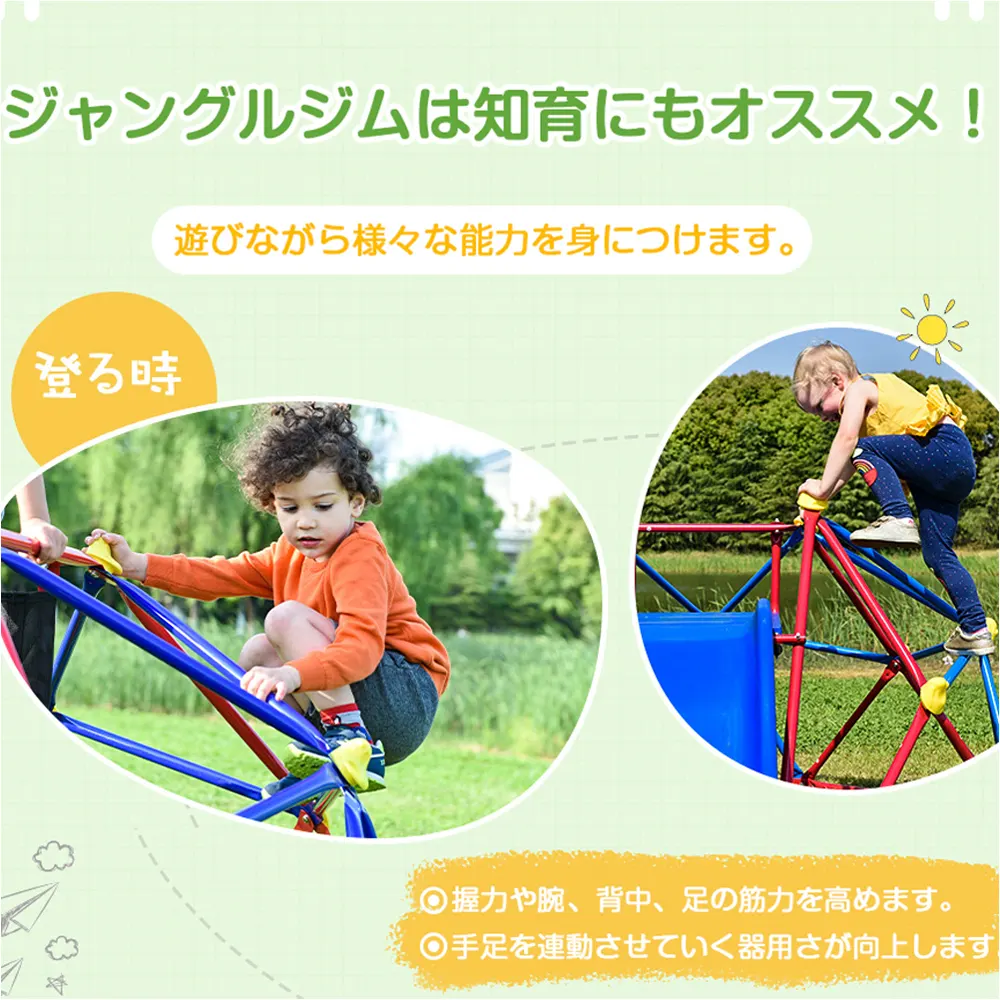 ジャングルジムは知育にもオススメ！
遊びながら様々な能力を身につけます。
登る時
◎握力や腕、背中、足の筋力を高めます。
◎手足を連動させていく器用さが向上します